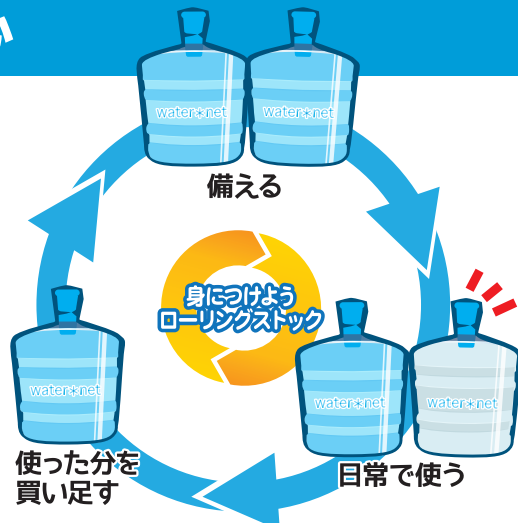 water*net water*net
備える
身につけよう
ローリングストック
water*net water*net
日常で使う
water*net
使った分を
買い足す